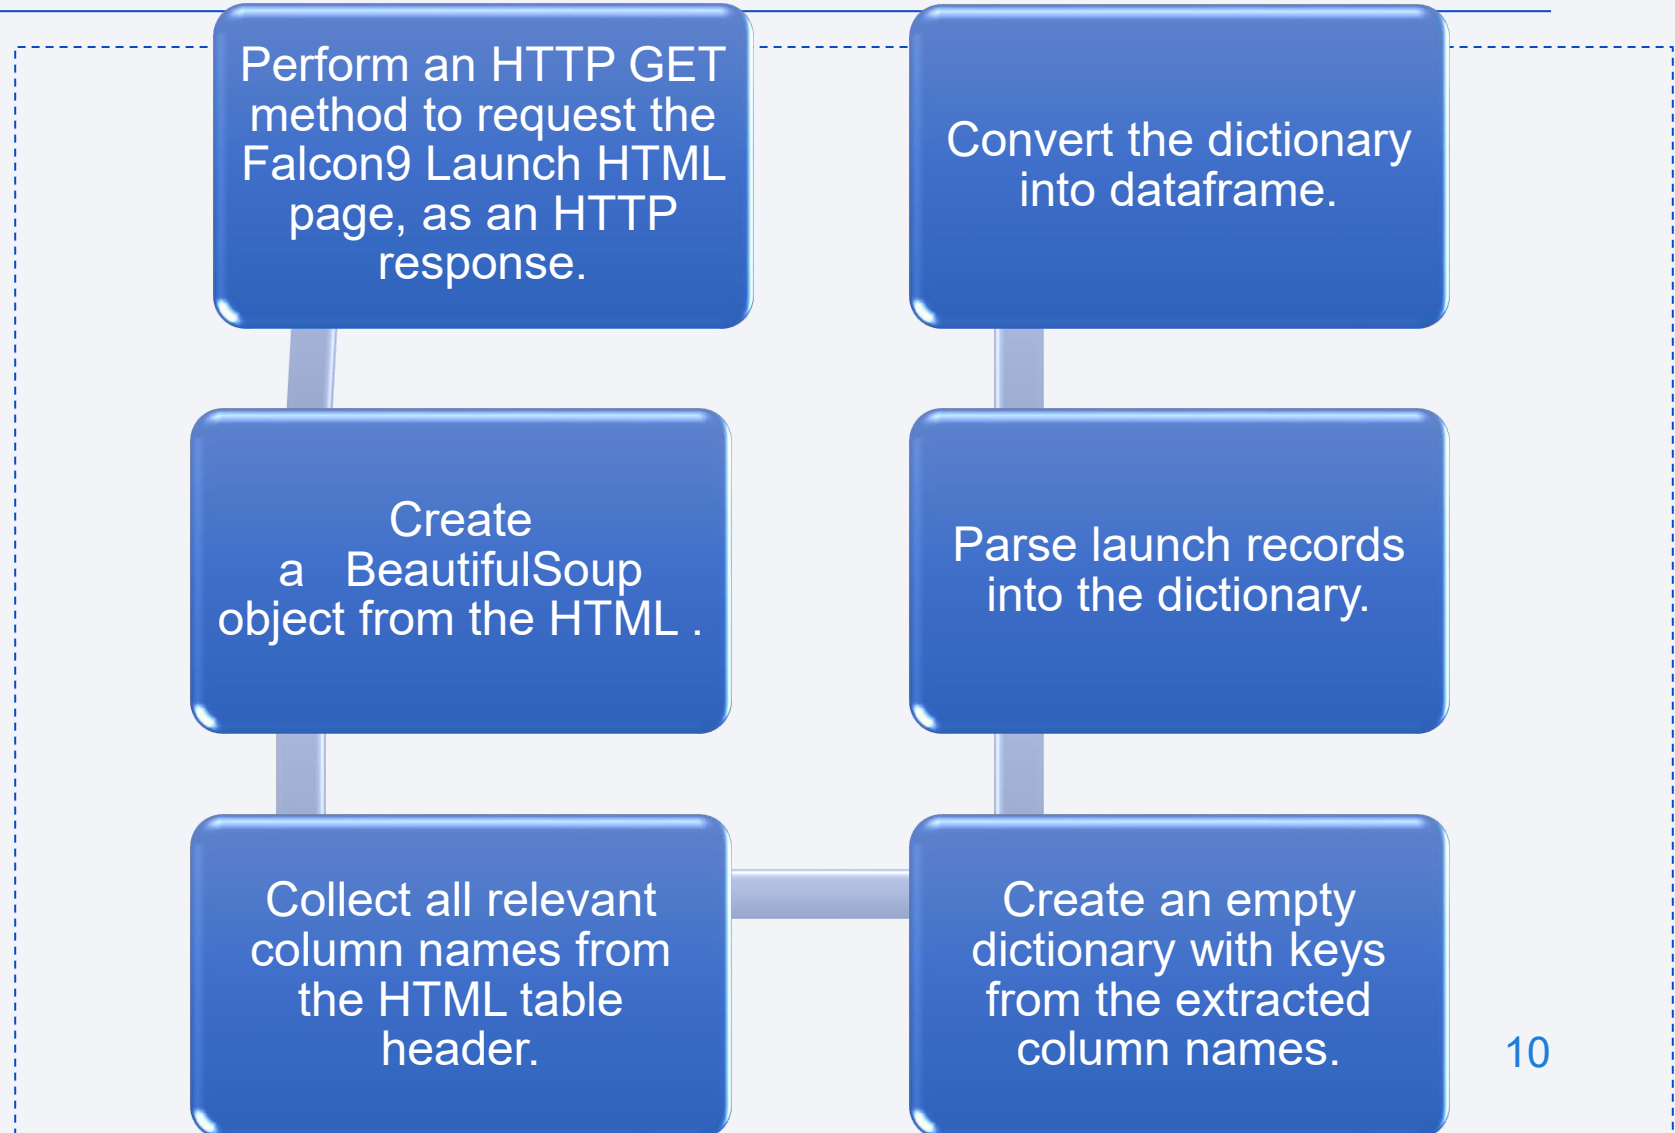 Perform an HTTP GET
method to request the
Falcon9 Launch HTML
page, as an HTTP
response.
Create
a BeautifulSoup
object from the HTML .
Collect all relevant
column names from
the HTML table
header.
Create an empty
dictionary with keys
from the extracted
column names.
Parse launch records
into the dictionary.
Convert the dictionary
into dataframe.
10